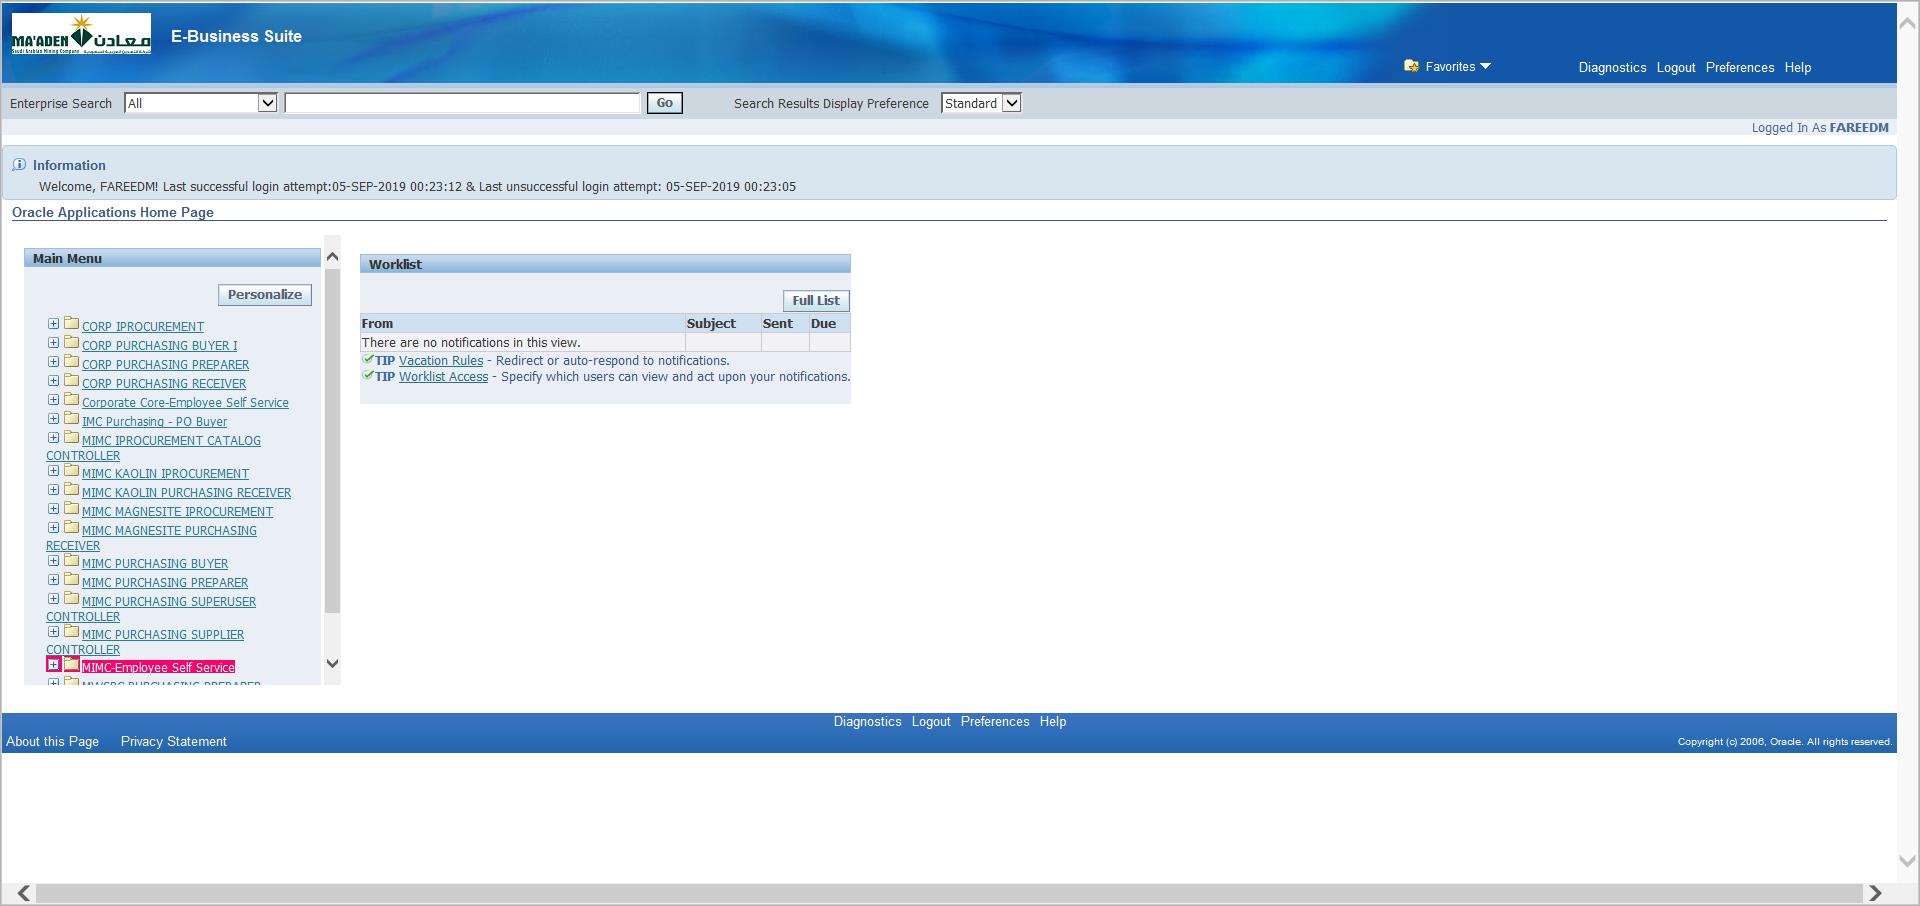 MA'ADEN معادن
Saudi Arabian Mining Company
E-Business Suite
Favorites
Diagnostics Logout Preferences Help
Enterprise Search All Go Search Results Display Preference Standard
Logged In As FAREEDM
Information
Welcome, FAREEDM! Last successful login attempt:05-SEP-2019 00:23:12 & Last unsuccessful login attempt: 05-SEP-2019 00:23:05
Oracle Applications Home Page
Main Menu
Personalize
CORP IPROCUREMENT
CORP PURCHASING BUYER I
CORP PURCHASING PREPARER
CORP PURCHASING RECEIVER
Corporate Core-Employee Self Service
IMC Purchasing - PO Buyer
MIMC IPROCUREMENT CATALOG
CONTROLLER
MIMC KAOLIN IPROCUREMENT
MIMC KAOLIN PURCHASING RECEIVER
MIMC MAGNESITE IPROCUREMENT
MIMC MAGNESITE PURCHASING
RECEIVER
MIMC PURCHASING BUYER
MIMC PURCHASING PREPARER
MIMC PURCHASING SUPERUSER
CONTROLLER
MIMC PURCHASING SUPPLIER
CONTROLLER
MIMC-Employee Self Service
MWSPC PURCHASING PREPARER
Worklist
Full List
From Subject Sent Due
There are no notifications in this view.
TIP Vacation Rules - Redirect or auto-respond to notifications.
TIP Worklist Access - Specify which users can view and act upon your notifications.
Diagnostics Logout Preferences Help
About this Page Privacy Statement
Copyright (c) 2006, Oracle. All rights reserved.